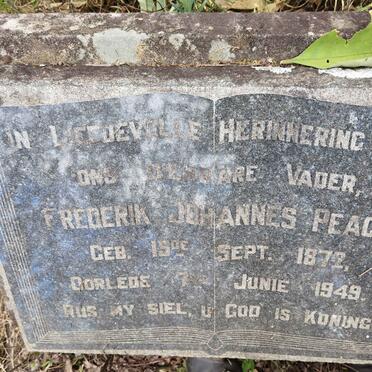 IN LIEFDEVOLLE HERINNERING
ONS DIERBARE VADER,
FREDERIK JOHANNES PEAC
GEB. 15DE SEPT. 1872,
OORLEDE 7DE JUNIE 1949.
RUS MY SIEL, U GOD IS KONING